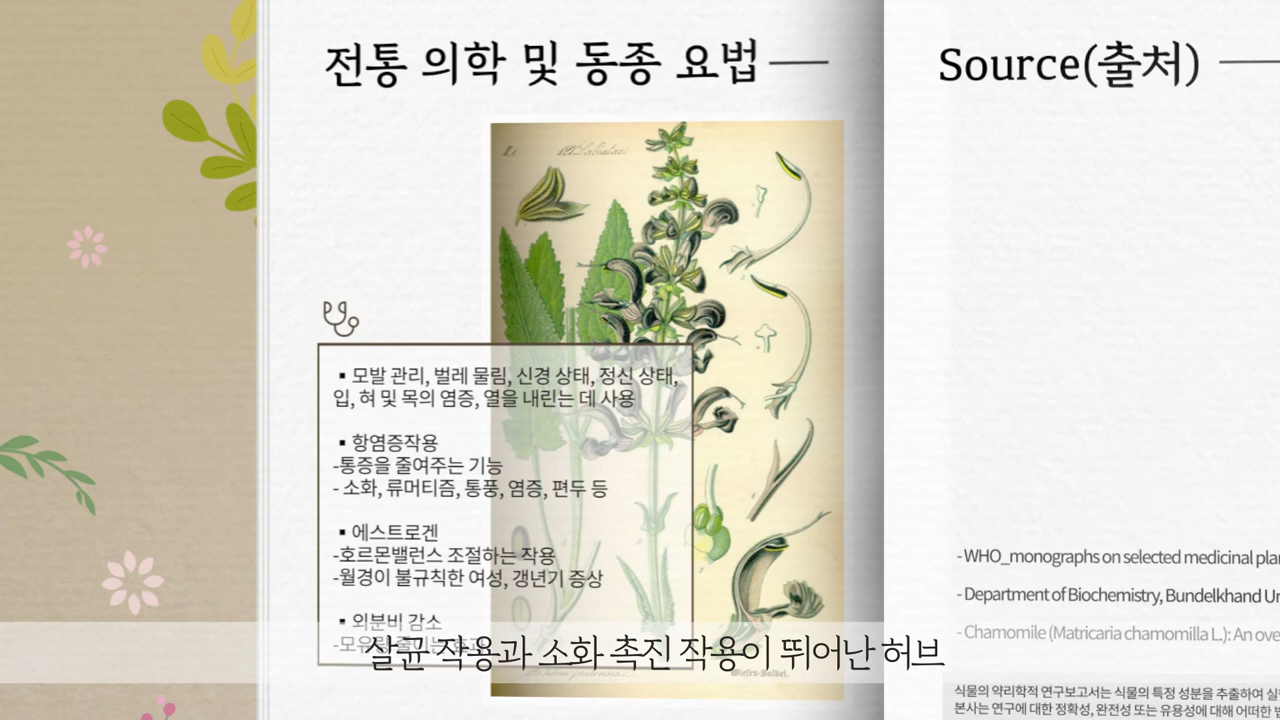 전통 의학 및 동종 요법
▪ 모발 관리, 벌레 물림, 신경 상태, 정신 상태,
입, 혀 및 목의 염증, 열을 내린는 데 사용
▪ 항염증작용
-통증을 줄여주는 기능
- 소화, 류머티즘, 통풍, 염증, 편두 등
▪ 에스트로겐
-호르몬밸런스 조절하는 작용
-월경이 불규칙한 여성, 갱년기 증상
▪ 외분비 감소
살균 작용과 소화 촉진 작용이 뛰어난 허브
Wiesen-Salbei.
Source(출처)
- WHO_monographs on selected medicinal pla
- Department of Biochemistry, Bundelkhand Un
- Chamomile (Matricaria chamomilla L.): An ove
식물의 약리학적 연구보고서는 식물의 특정 성분을 추출하여 실
본사는 연구에 대한 정확성, 완전성 또는 유용성에 대해 어떠한